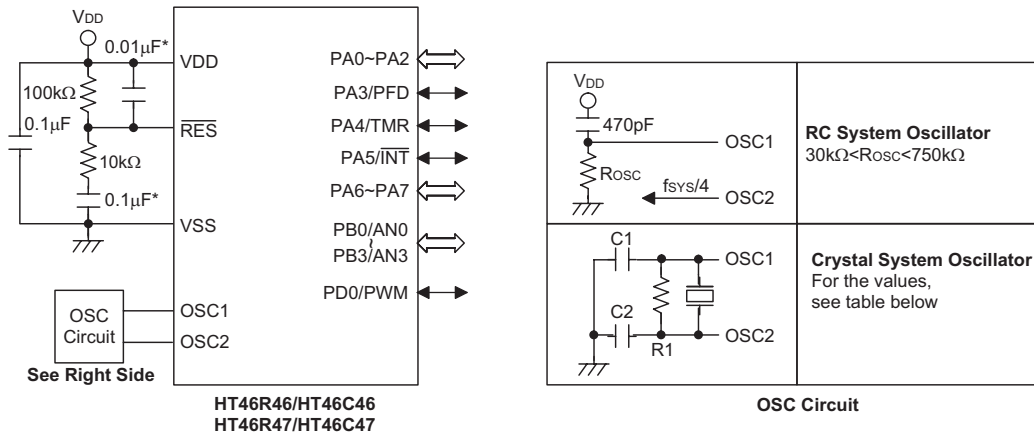 VDD
0.01µF*
VDD
100kΩ
0.1µF
RES
10kΩ
0.1µF*
VSS
OSC
Circuit
OSC1
OSC2
See Right Side
PA0~PA2
PA3/PFD
PA4/TMR
PA5/INT
PA6~PA7
PB0/AN0
~
PB3/AN3
PD0/PWM
HT46R46/HT46C46
HT46R47/HT46C47
VDD
470pF
OSC1
ROSC
fSYS/4
OSC2
RC System Oscillator
30kΩ<ROSC<750kΩ
C1
OSC1
C2
R1
OSC2
Crystal System Oscillator
For the values,
see table below
OSC Circuit